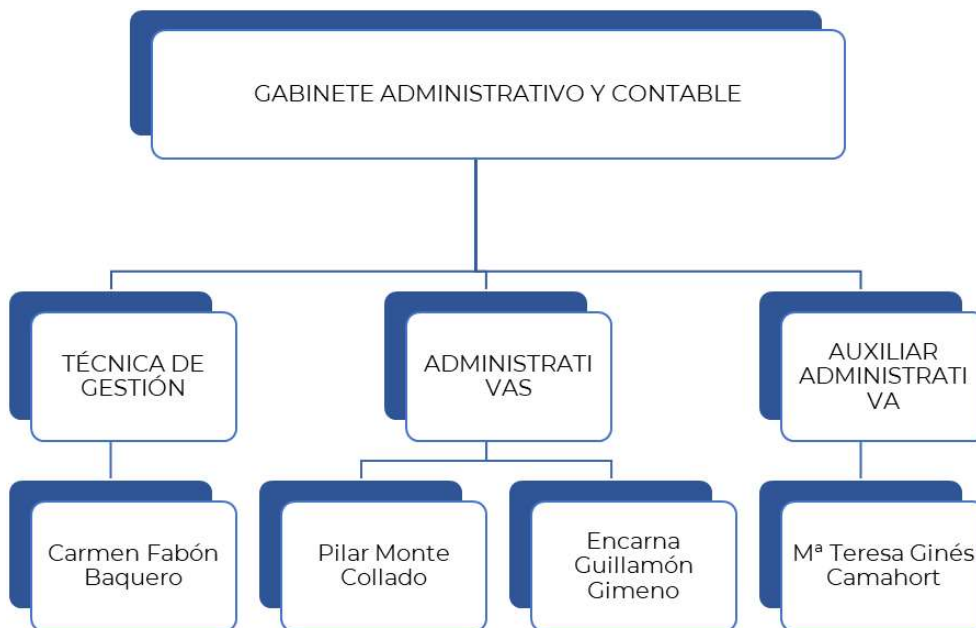 GABINETE ADMINISTRATIVO Y CONTABLE
TÉCNICA DE
GESTIÓN
ADMINISTRATI
VAS
AUXILIAR
ADMINISTRATI
VA
Carmen Fabón
Baquero
Pilar Monte
Collado
Encarna
Guillamón
Gimeno
Mª Teresa Ginés
Camahort